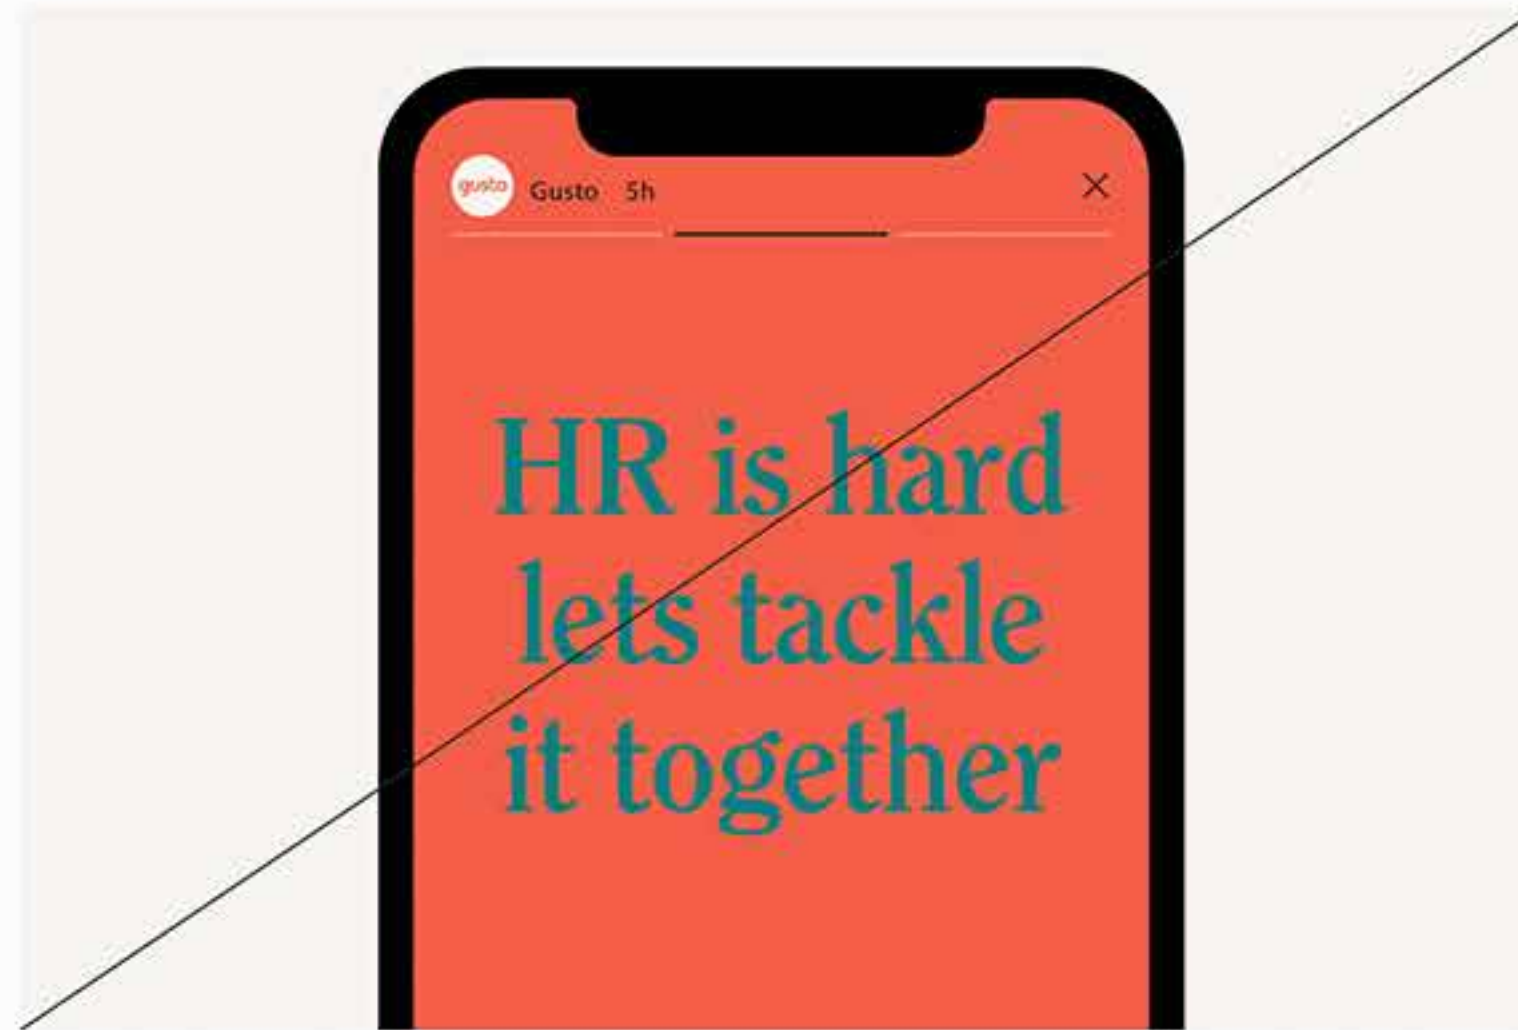 gusto
Gusto 5h
HR is hard
lets tackle
it together